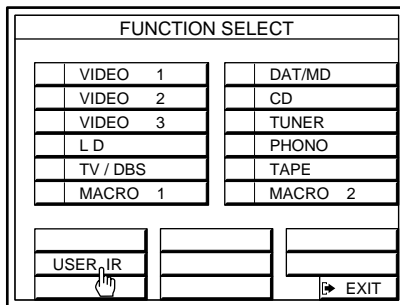 FUNCTION SELECT
VIDEO 1
VIDEO 2
VIDEO 3
L D
TV / DBS
MACRO 1
DAT/MD
CD
TUNER
PHONO
TAPE
MACRO 2
USER IR
EXIT